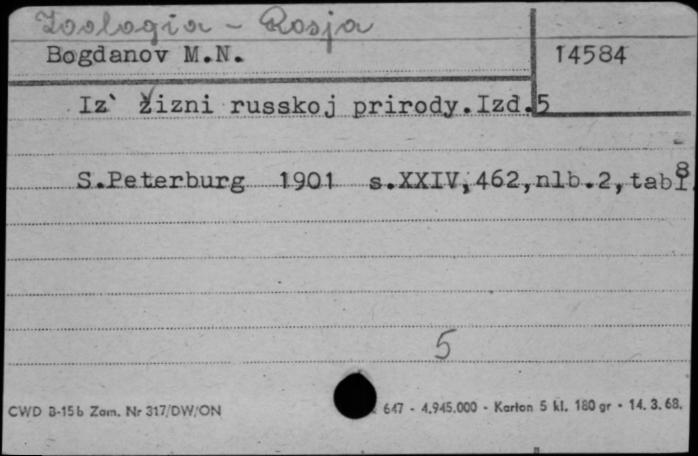 Zoologia - Rosja
Bogdanov M.N.
14584
Iz` žizni russkoj prirody.Izd.5
S.Peterburg 1901 s.XXIV,462,nlb.2,tabl
8
5
CWD B-15b Zam. Nr 317/DW/ON
647 - 4.945.000 - Karton 5 kl. 180 gr - 14.3.68.